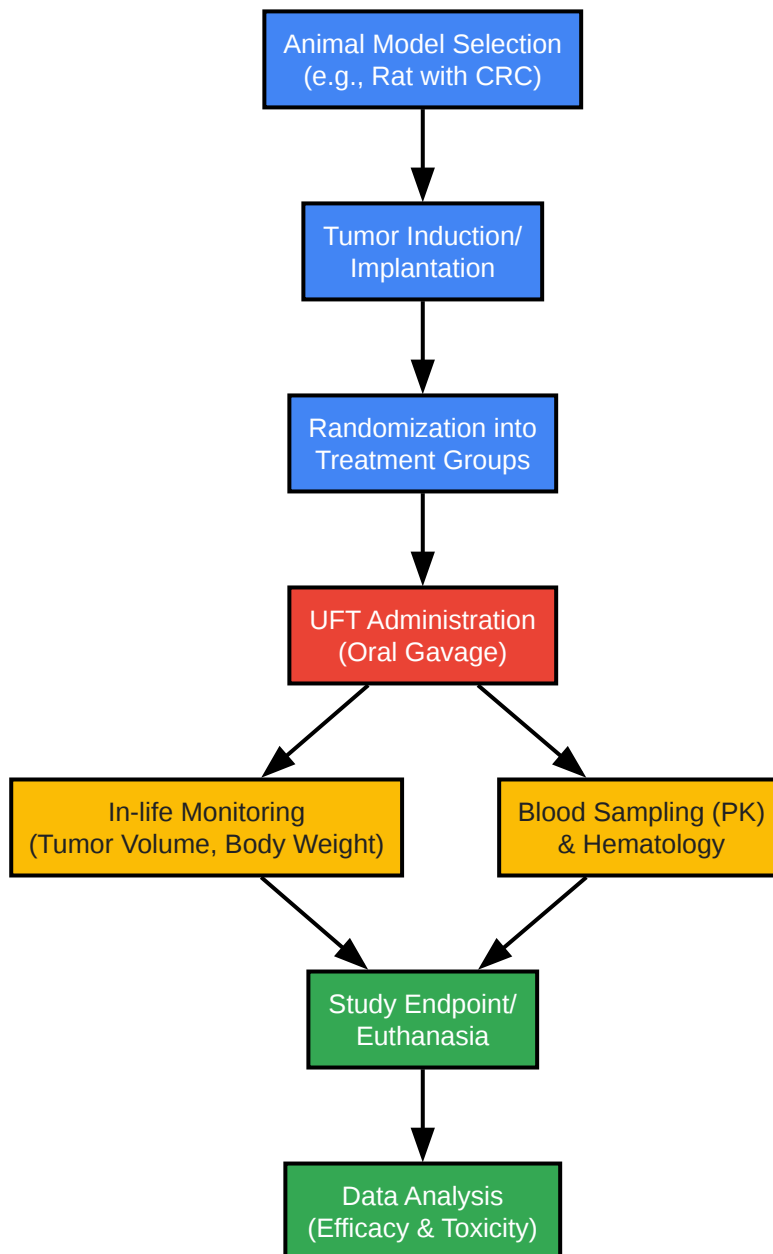 Animal Model Selection
(e.g., Rat with CRC)
Tumor Induction/
Implantation
Randomization into
Treatment Groups
UFT Administration
(Oral Gavage)
In-life Monitoring
(Tumor Volume, Body Weight)
Blood Sampling (PK)
& Hematology
Study Endpoint/
Euthanasia
Data Analysis
(Efficacy & Toxicity)